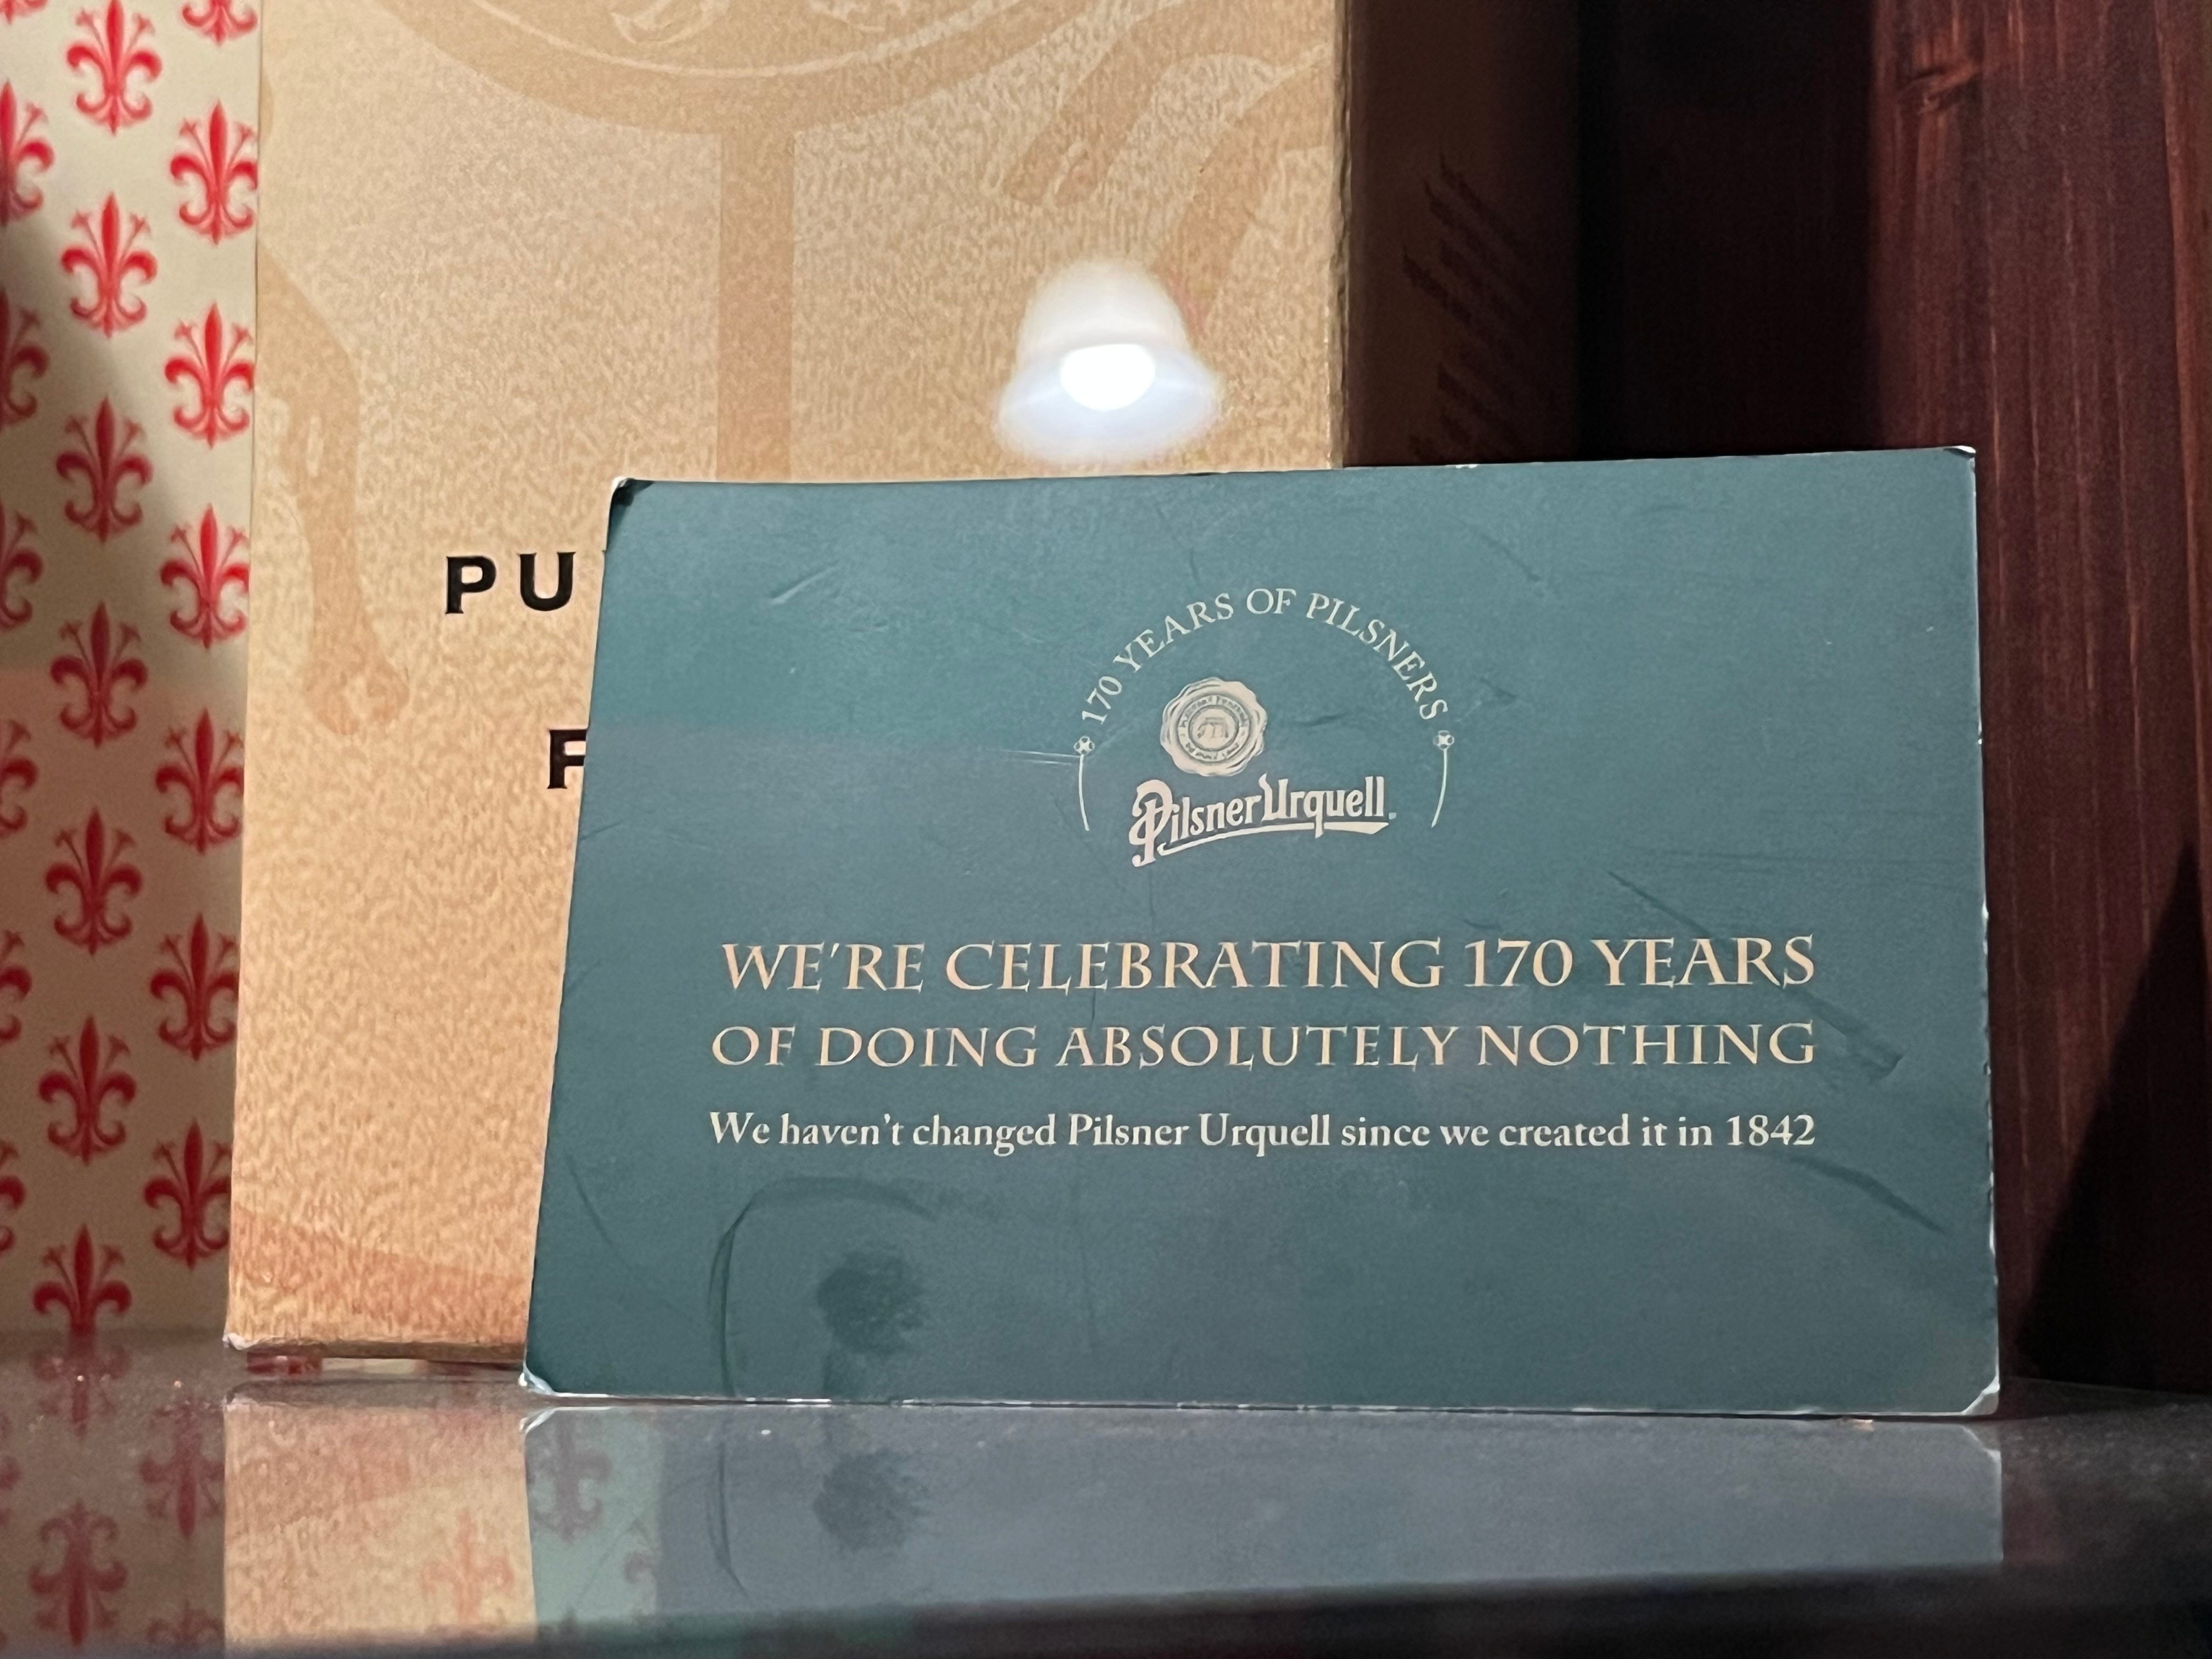 PU
F
170 YEARS OF PILSNERS
Pilsner Urquell
WE'RE CELEBRATING 170 YEARS
OF DOING ABSOLUTELY NOTHING
We haven't changed Pilsner Urquell since we created it in 1842